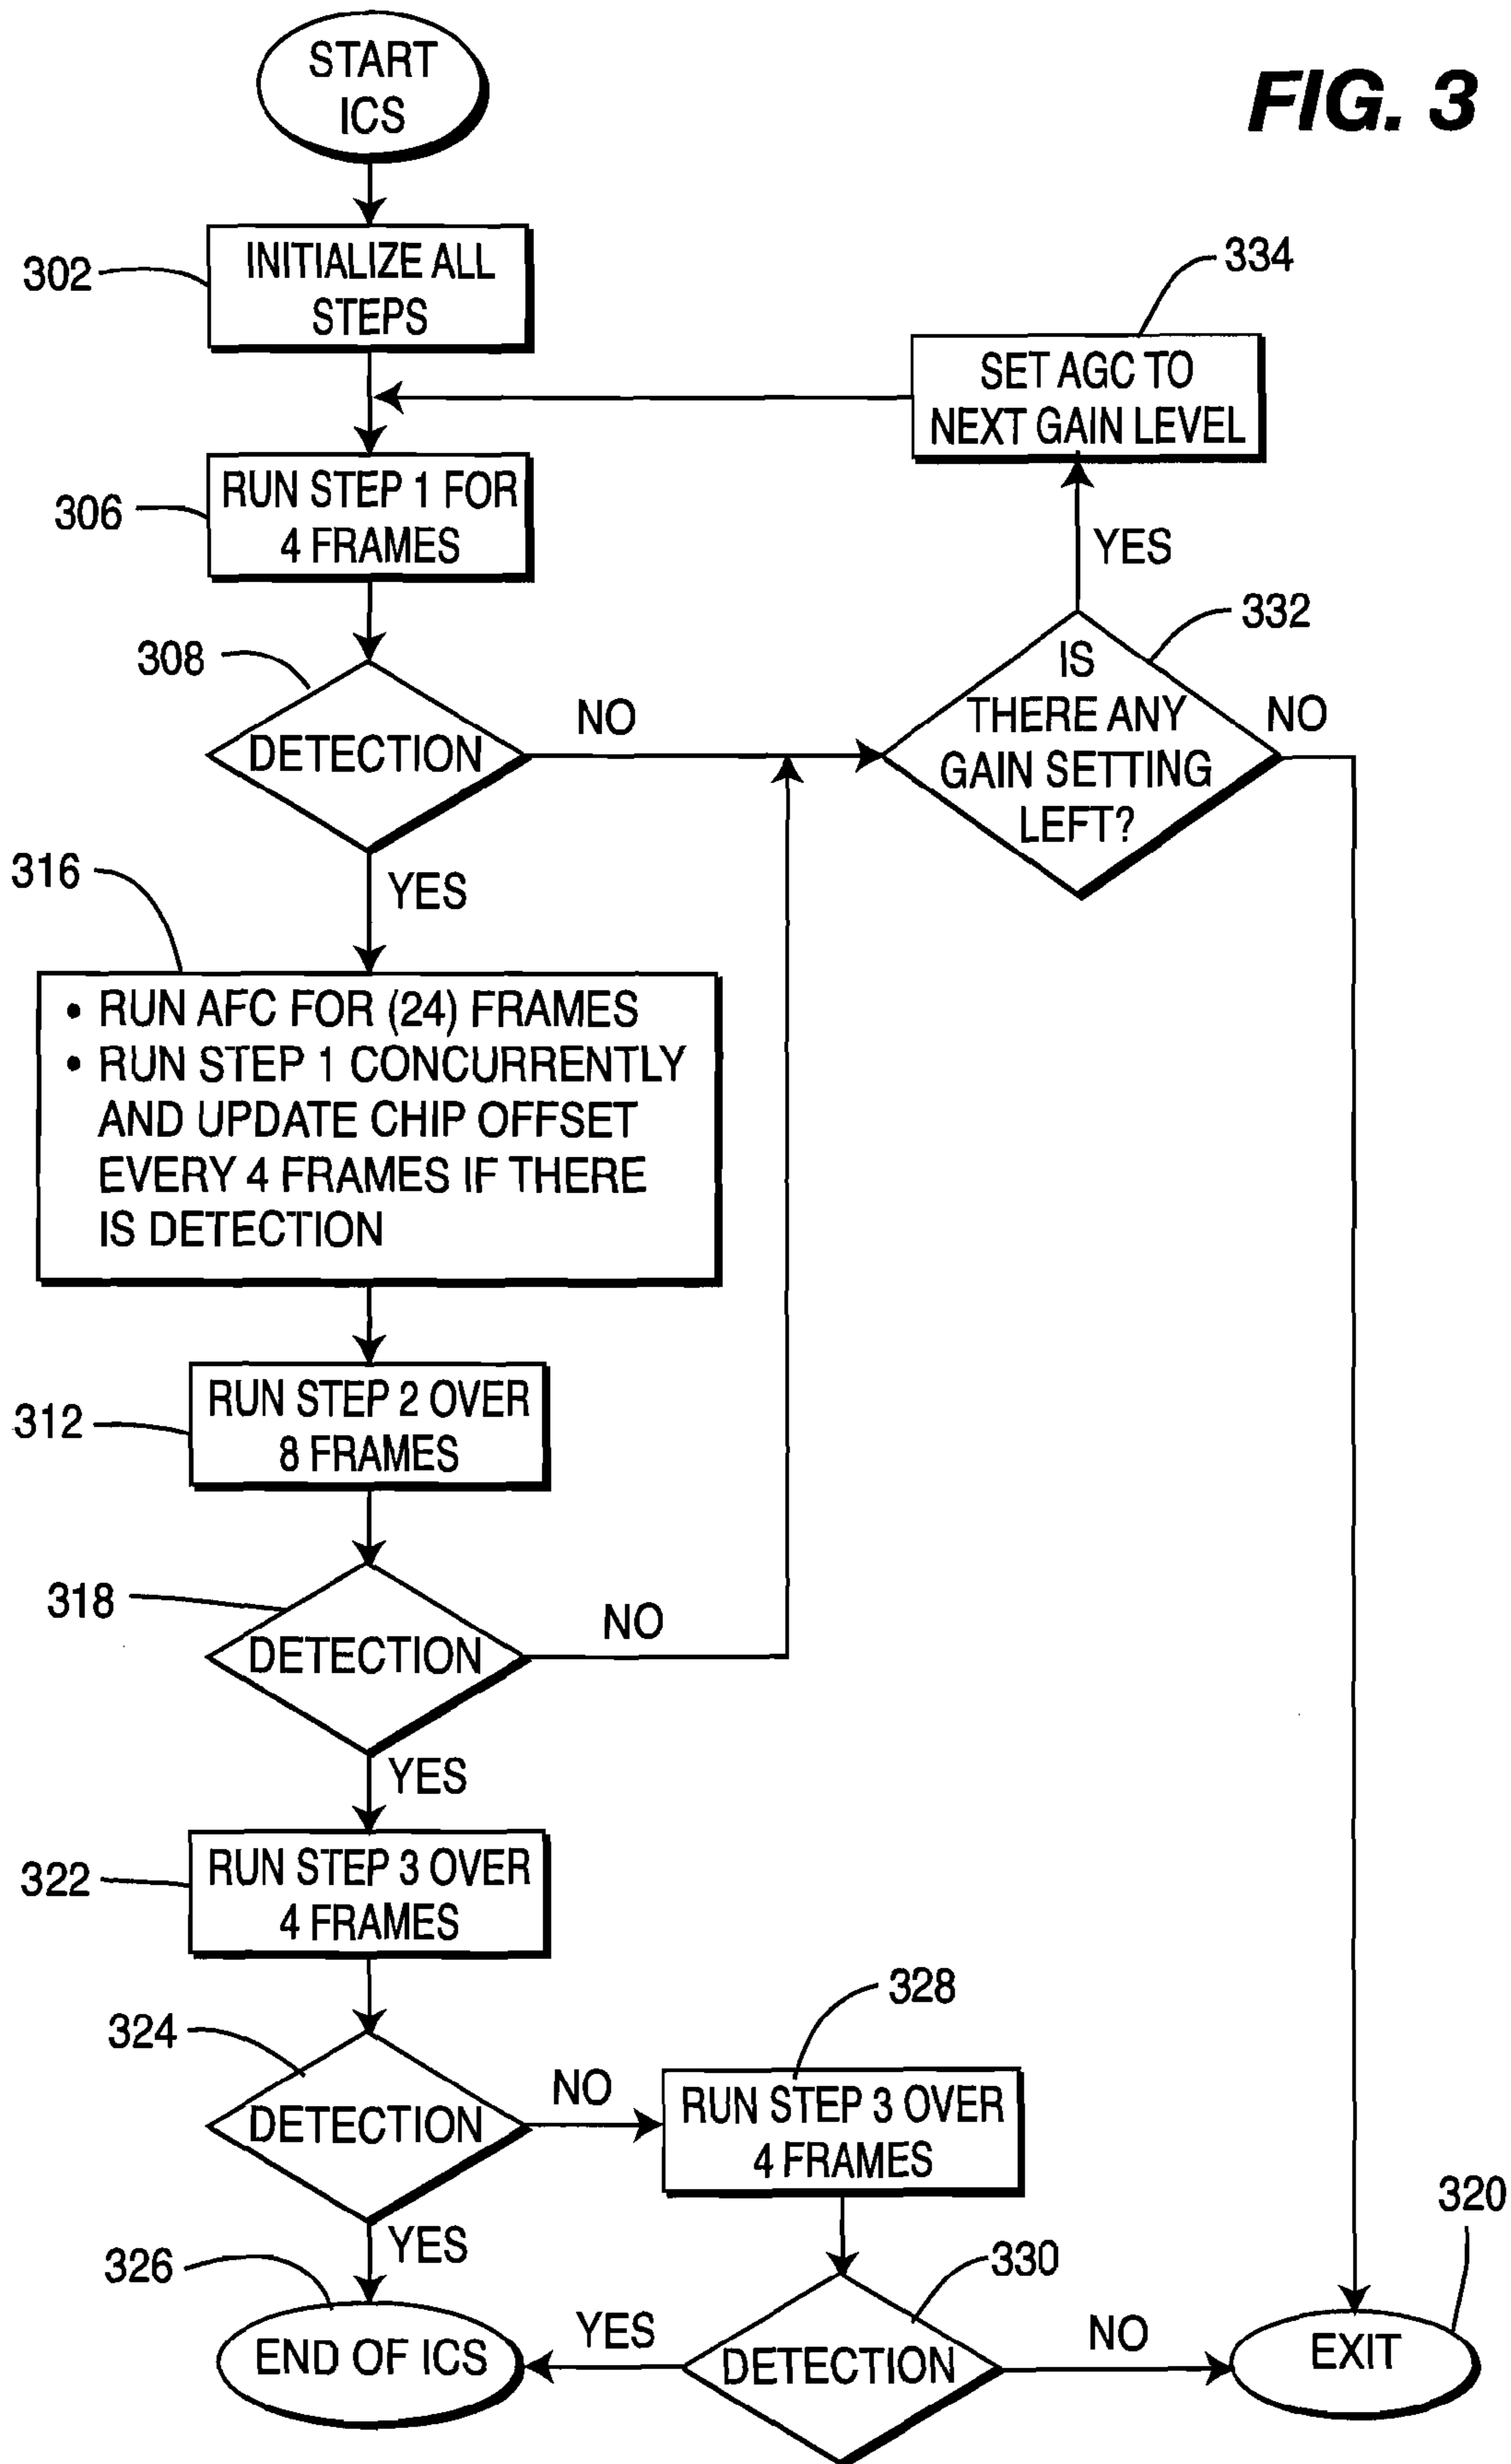 START
ICS
FIG. 3
302
INITIALIZE ALL
STEPS
334
SET AGC TO
NEXT GAIN LEVEL
306
RUN STEP 1 FOR
4 FRAMES
YES
308
DETECTION
NO
332
IS
THERE ANY
GAIN SETTING
LEFT?
NO
316
YES
• RUN AFC FOR (24) FRAMES
• RUN STEP 1 CONCURRENTLY
AND UPDATE CHIP OFFSET
EVERY 4 FRAMES IF THERE
IS DETECTION
312
RUN STEP 2 OVER
8 FRAMES
318
DETECTION
NO
YES
322
RUN STEP 3 OVER
4 FRAMES
324
DETECTION
NO
328
RUN STEP 3 OVER
4 FRAMES
YES
326
END OF ICS
YES
330
DETECTION
NO
320
EXIT